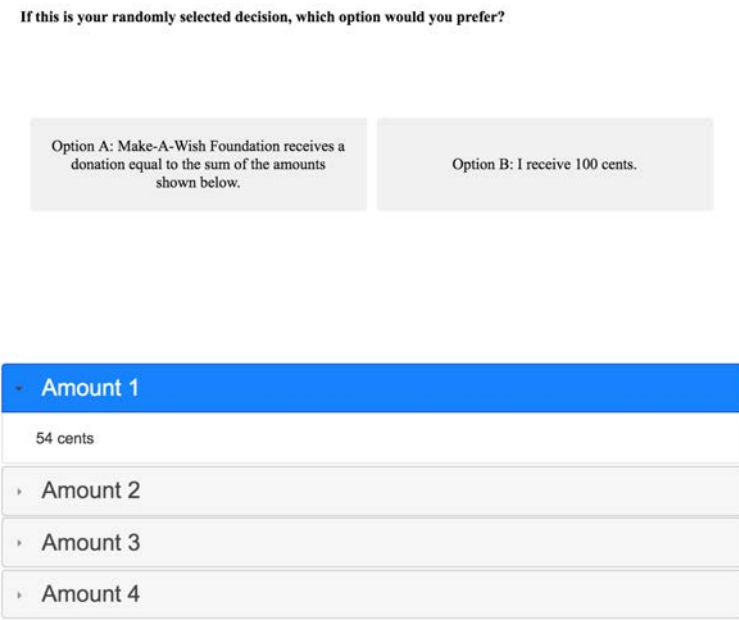 If this is your randomly selected decision, which option would you prefer?
Option A: Make-A-Wish Foundation receives a
donation equal to the sum of the amounts
shown below.
Option B: I receive 100 cents.
Amount 1
54 cents
Amount 2
Amount 3
Amount 4